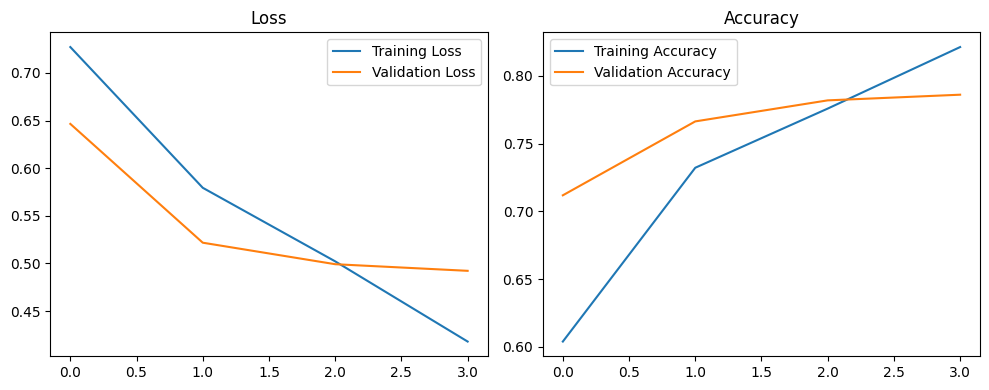 Loss
Training Loss
Validation Loss
0.70
0.65
0.60
0.55
0.50
0.45
0.0 0.5 1.0 1.5 2.0 2.5 3.0
Accuracy
Training Accuracy
Validation Accuracy
0.80
0.75
0.70
0.65
0.60
0.0 0.5 1.0 1.5 2.0 2.5 3.0